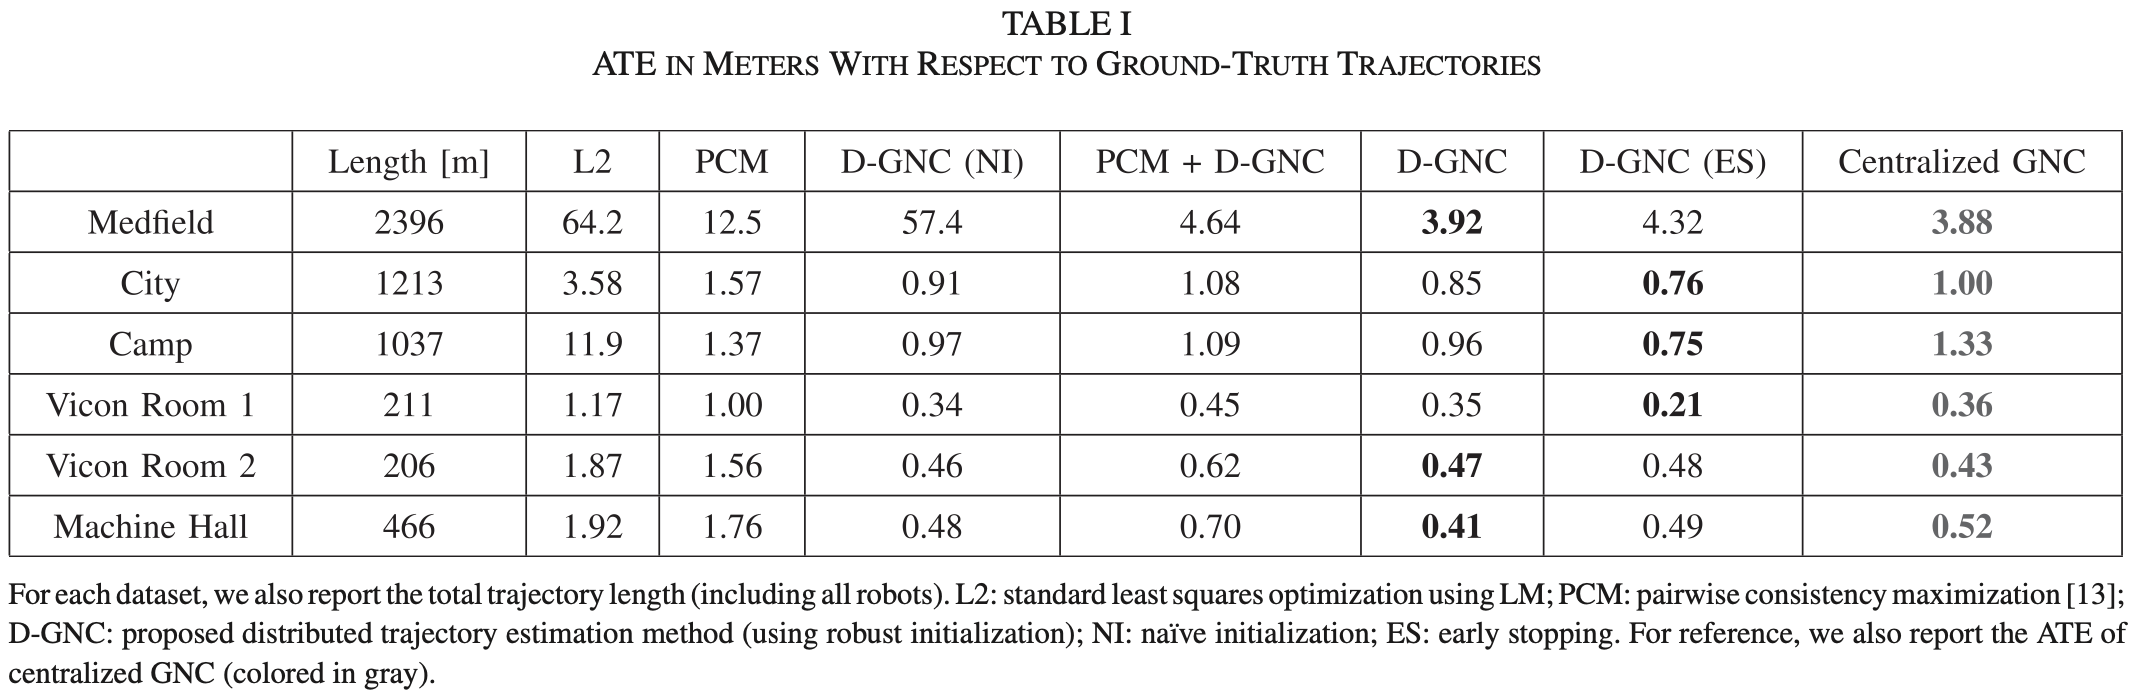 TABLE I
ATE IN METERS WITH RESPECT TO GROUND-TRUTH TRAJECTORIES
Length [m] L2 PCM D-GNC (NI) PCM + D-GNC D-GNC D-GNC (ES) Centralized GNC
Medfield 2396 64.2 12.5 57.4 4.64 3.92 4.32 3.88
City 1213 3.58 1.57 0.91 1.08 0.85 0.76 1.00
Camp 1037 11.9 1.37 0.97 1.09 0.96 0.75 1.33
Vicon Room 1 211 1.17 1.00 0.34 0.45 0.35 0.21 0.36
Vicon Room 2 206 1.87 1.56 0.46 0.62 0.47 0.48 0.43
Machine Hall 466 1.92 1.76 0.48 0.70 0.41 0.49 0.52
For each dataset, we also report the total trajectory length (including all robots). L2: standard least squares optimization using LM; PCM: pairwise consistency maximization [13];
D-GNC: proposed distributed trajectory estimation method (using robust initialization); NI: naïve initialization; ES: early stopping. For reference, we also report the ATE of
centralized GNC (colored in gray).